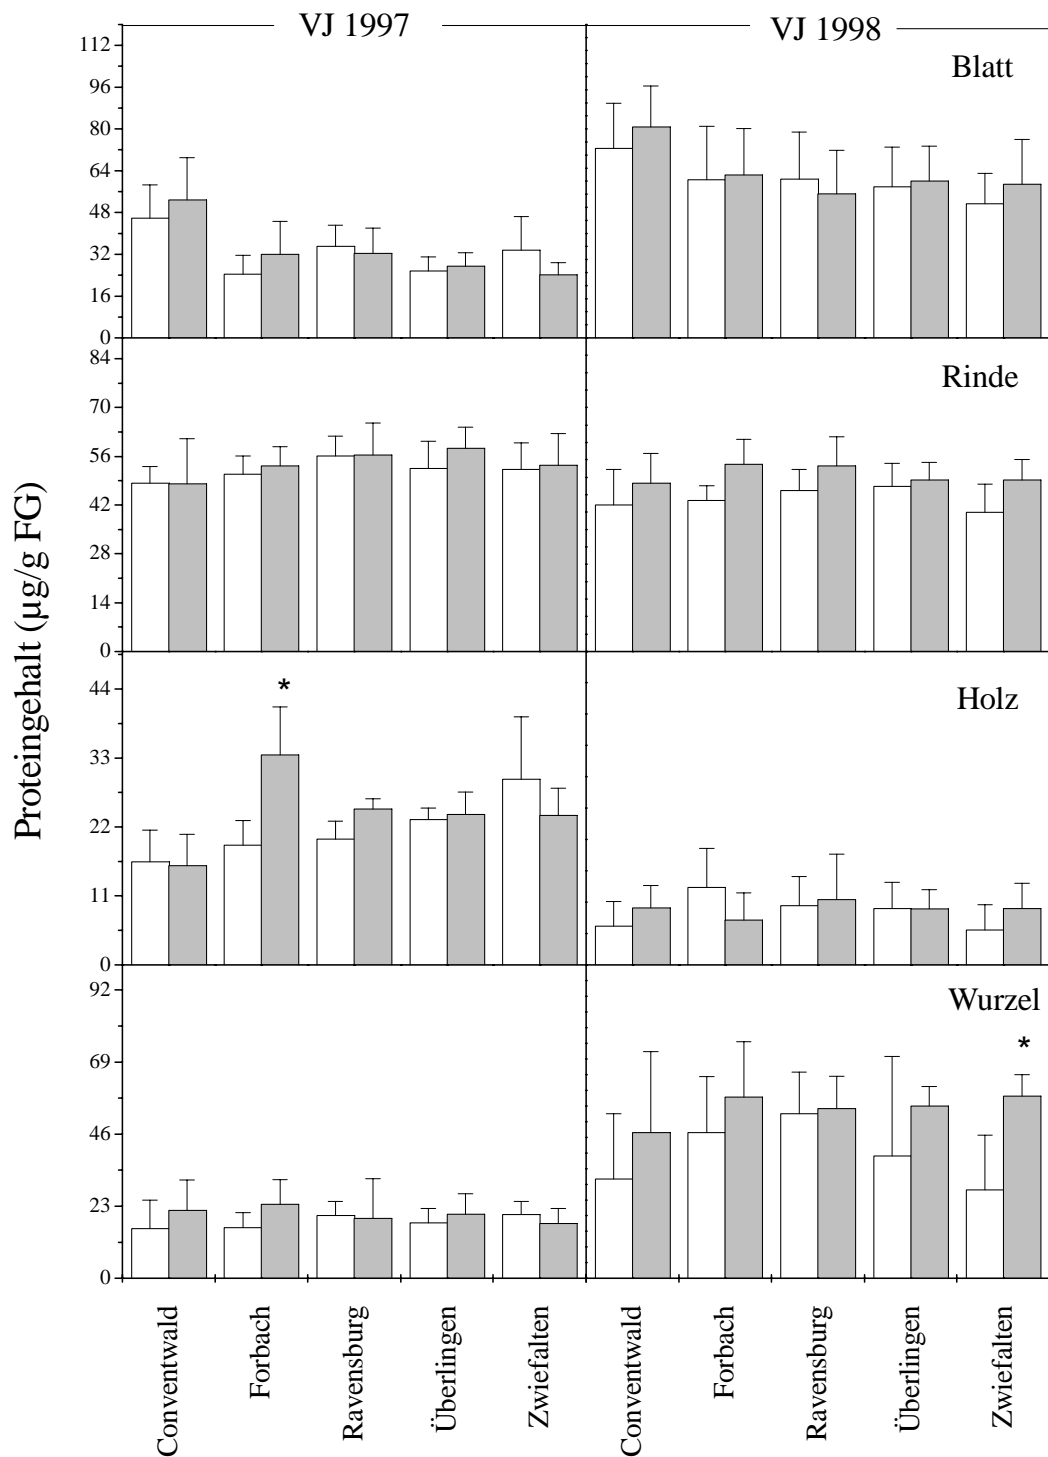 VJ 1997
VJ 1998
Proteingehalt (µg/g FG)
112
96
80
64
48
32
16
0
Blatt
84
70
56
42
28
14
0
Rinde
44
33
22
11
0
*
Holz
92
69
46
23
0
Wurzel
*
Conventwald
Forbach
Ravensburg
Überlingen
Zwiefalten
Conventwald
Forbach
Ravensburg
Überlingen
Zwiefalten